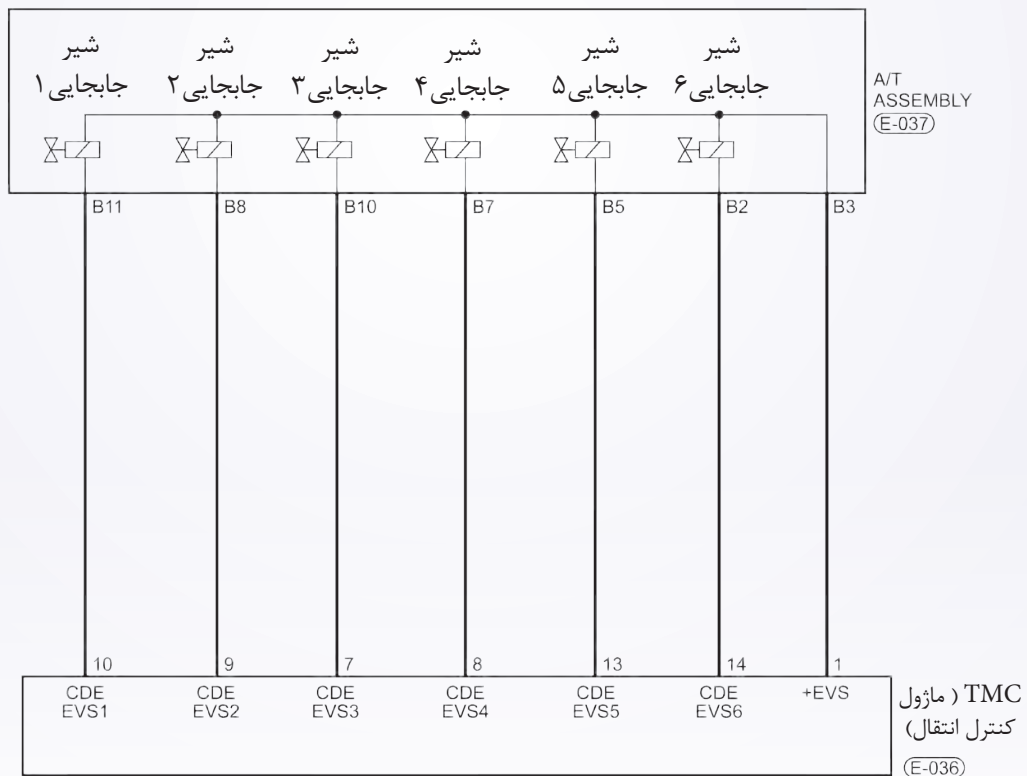 شیر
جابجایی۱
شیر
جابجایی۲
شیر
جابجایی۳
شیر
جابجایی۴
شیر
جابجایی۵
شیر
جابجایی۶
A/T
ASSEMBLY
E-037
B11 B8 B10 B7 B5 B2 B3
10 9 7 8 13 14 1
CDE
EVS1
CDE
EVS2
CDE
EVS3
CDE
EVS4
CDE
EVS5
CDE
EVS6
+EVS
TMC ( ماژول
کنترل انتقال)
E-036